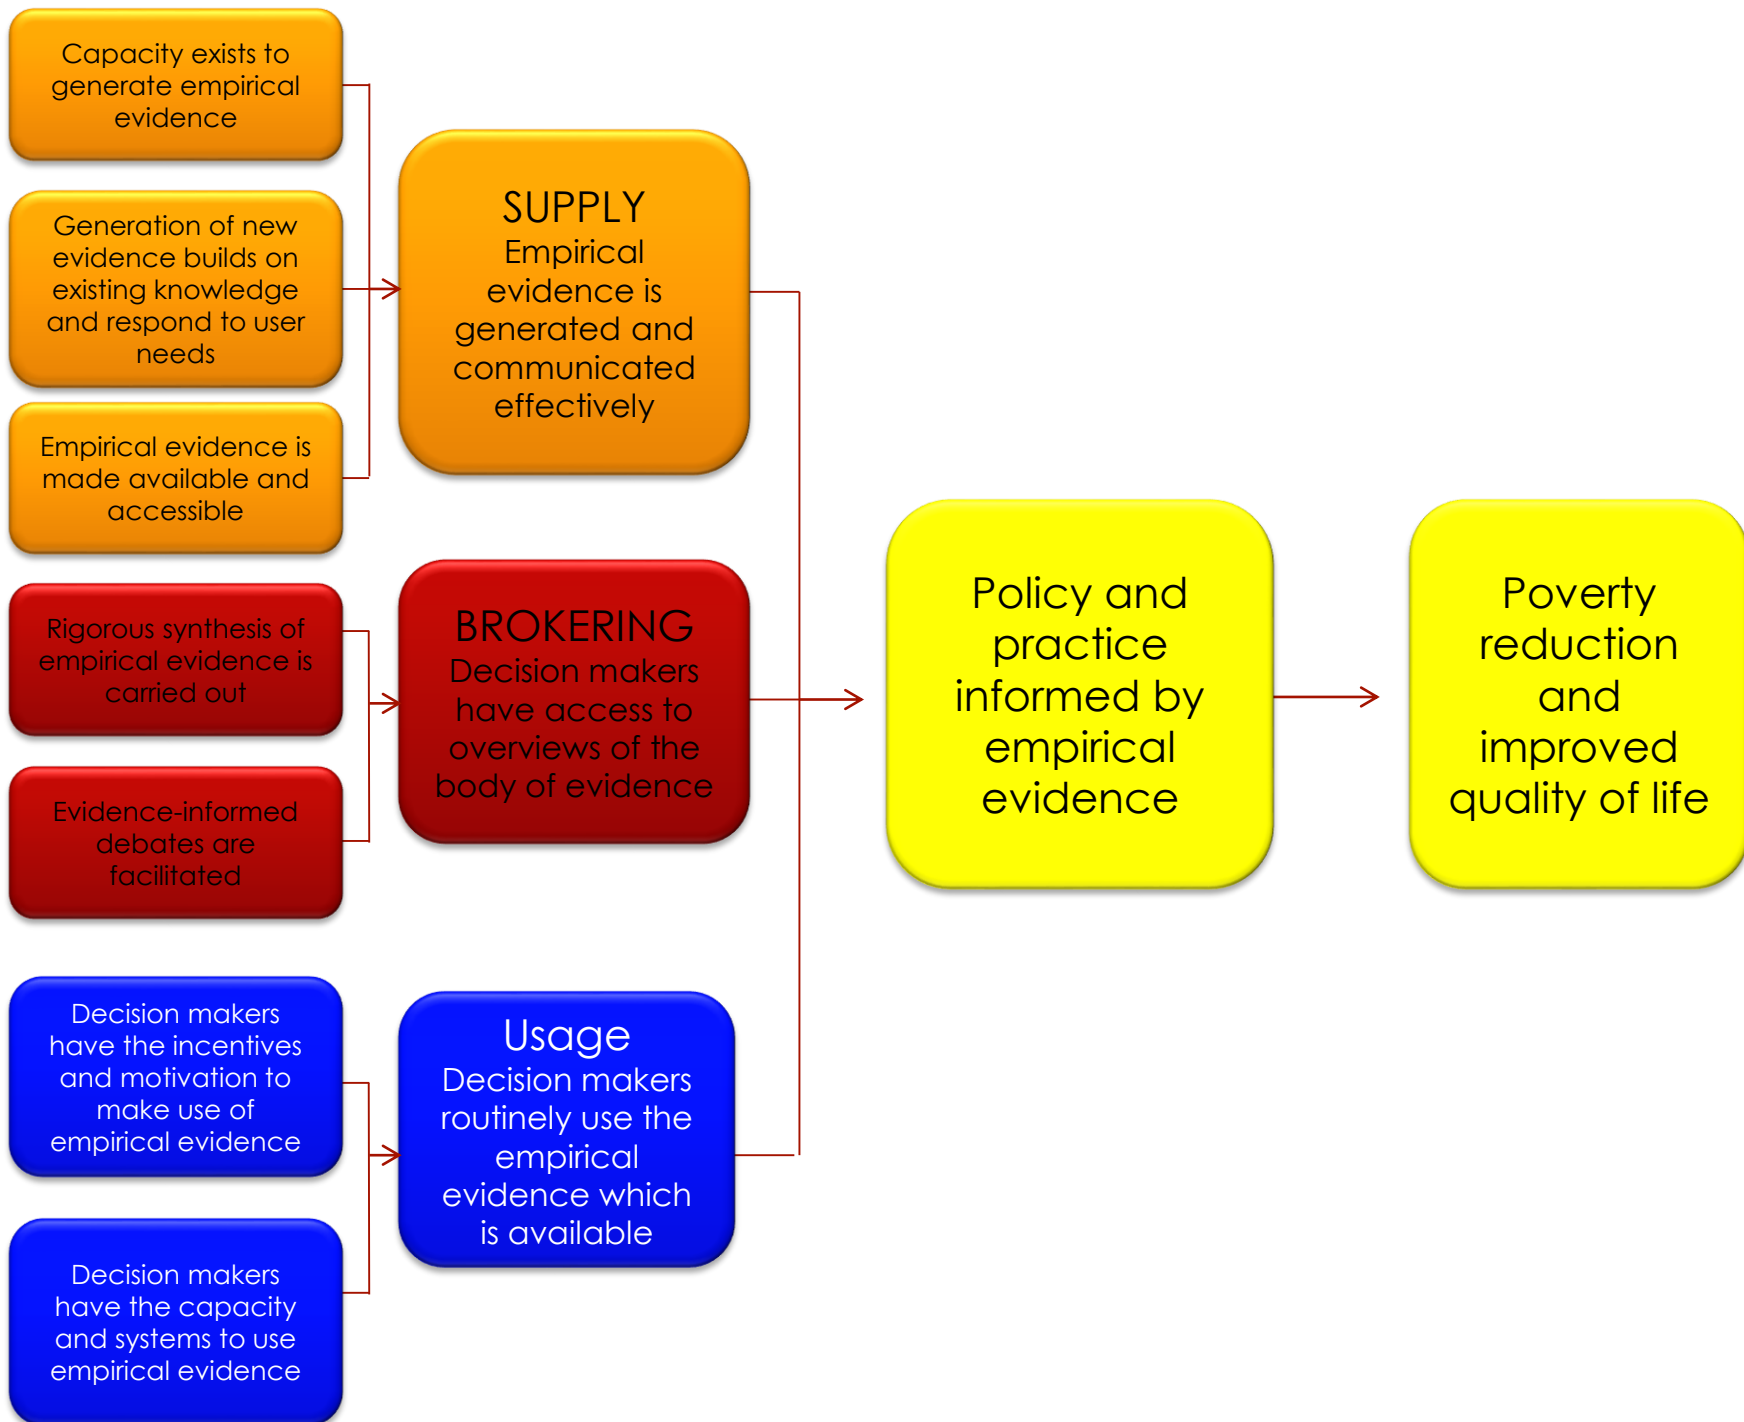 Capacity exists to
generate empirical
evidence
Generation of new
evidence builds on
existing knowledge
and respond to user
needs
Empirical evidence is
made available and
accessible
SUPPLY
Empirical
evidence is
generated and
communicated
effectively
Rigorous synthesis of
empirical evidence is
carried out
Evidence-informed
debates are
facilitated
BROKERING
Decision makers
have access to
overviews of the
body of evidence
Decision makers
have the incentives
and motivation to
make use of
empirical evidence
Decision makers
have the capacity
and systems to use
empirical evidence
Usage
Decision makers
routinely use the
empirical
evidence which
is available
Policy and
practice
informed by
empirical
evidence
Poverty
reduction
and
improved
quality of life